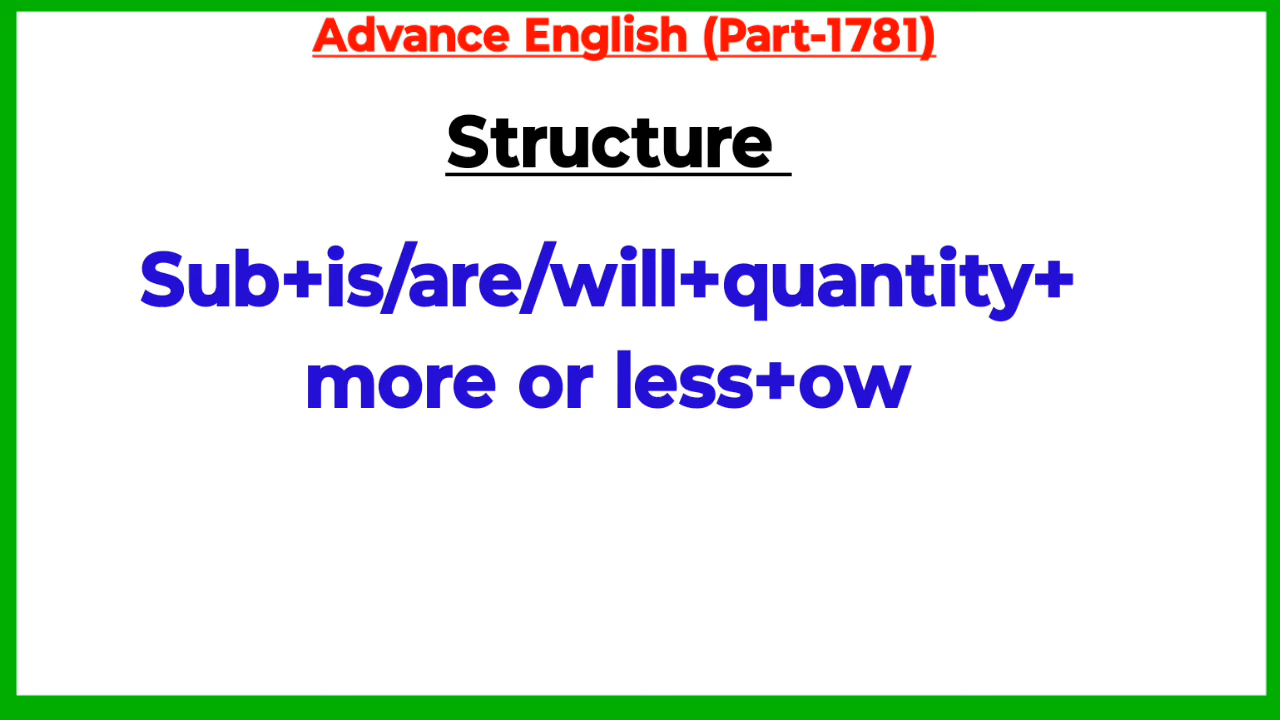 Advance English (Part-1781)
Structure
Sub+is/are/will+quantity+
more or less+ow